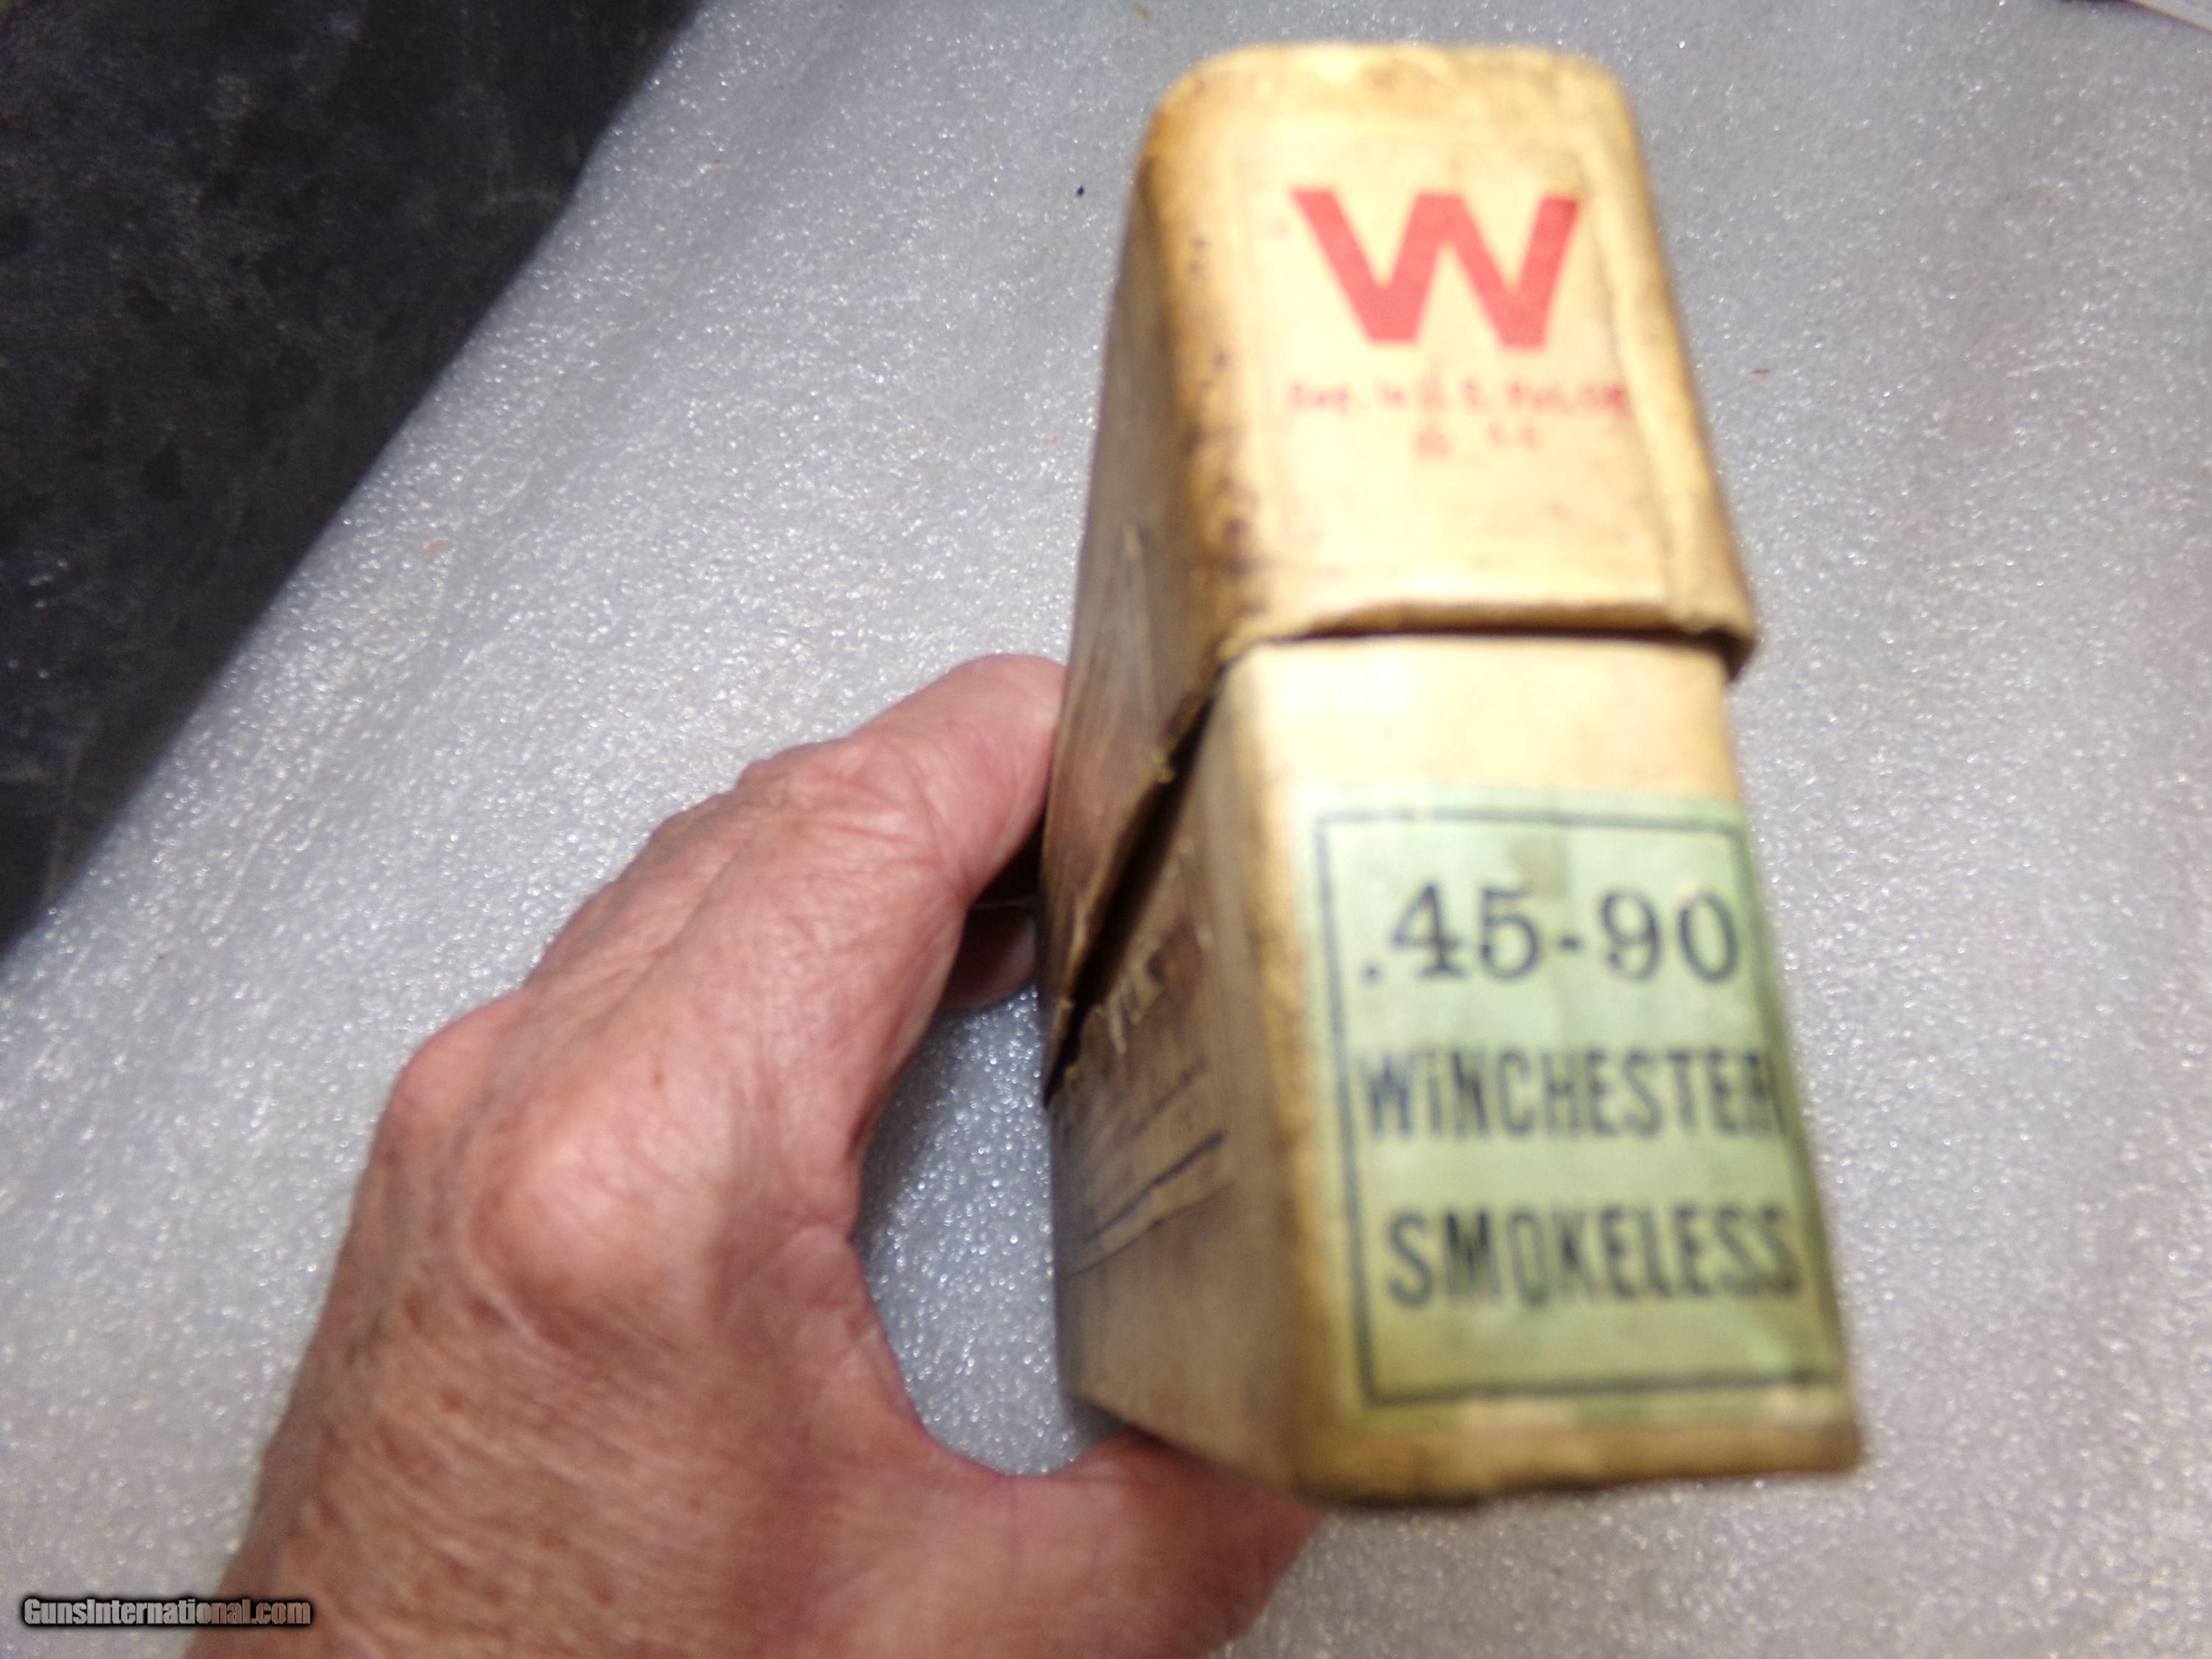 W
.45-90
WINCHESTER
SMOKELESS
GunsInternational.com